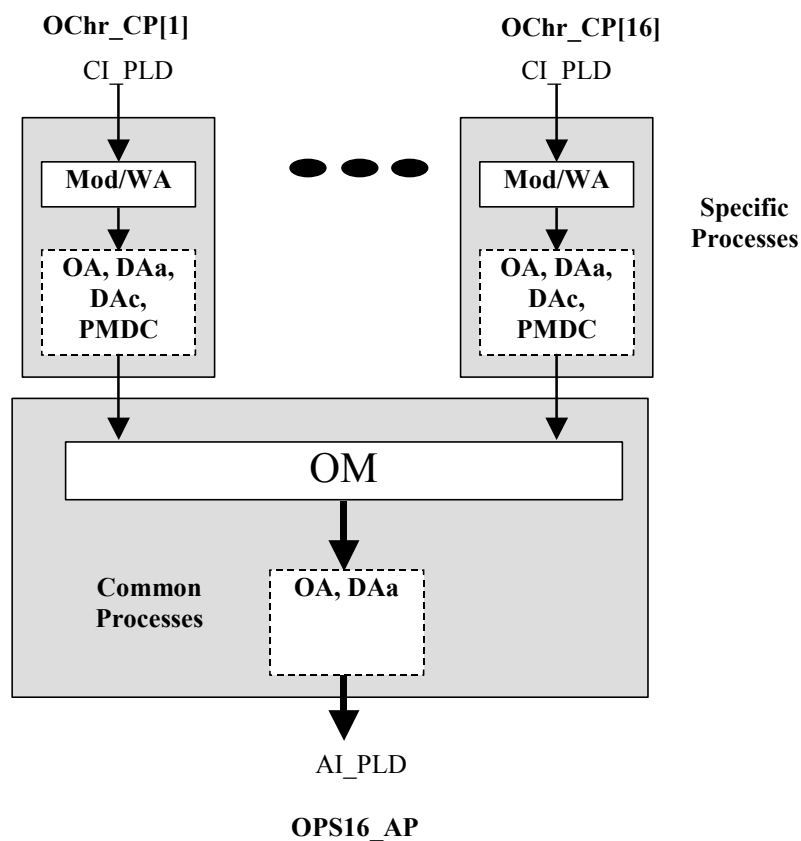 OChr_CP[1]
OChr_CP[16]
CI_PLD
CI_PLD
Mod/WA
Mod/WA
Specific
Processes
OA, DAa,
DAc,
PMDC
OA, DAa,
DAc,
PMDC
OM
Common
Processes
OA, DAa
AI_PLD
OPS16_AP